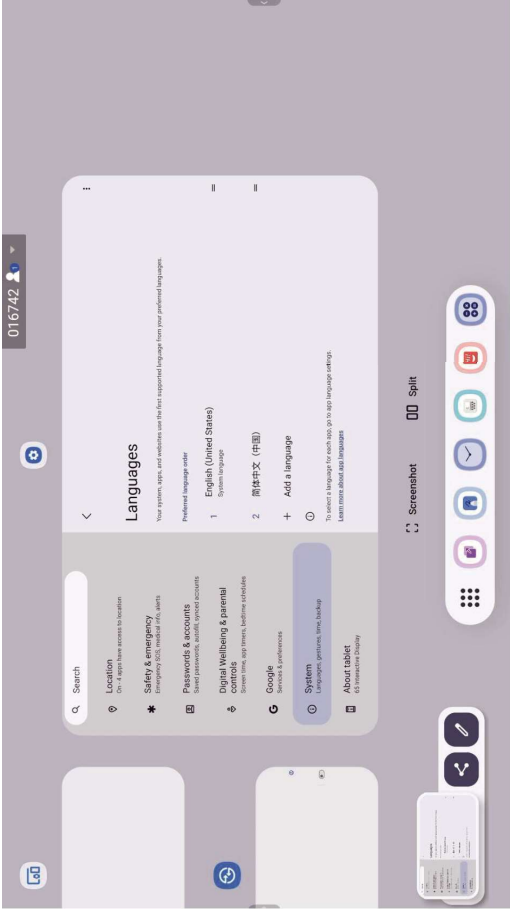 016742 1
Search
Location
On - 4 apps have access to location
Safety & emergency
Emergency SOS, medical info, alerts
Passwords & accounts
Saved passwords, autofill, synced accounts
Digital Wellbeing & parental
controls
Screen time, app timers, bedtime schedules
Google
Services & preferences
System
Languages, gestures, time, backup
About tablet
65 Interactive Display
Languages
Your system, apps, and websites use the first supported language from your preferred languages.
Preferred language order
1 English (United States)
System language
2 简体中文 (中国)
+ Add a language
To select a language for each app, go to app language settings.
Learn more about app languages
Screenshot
Split